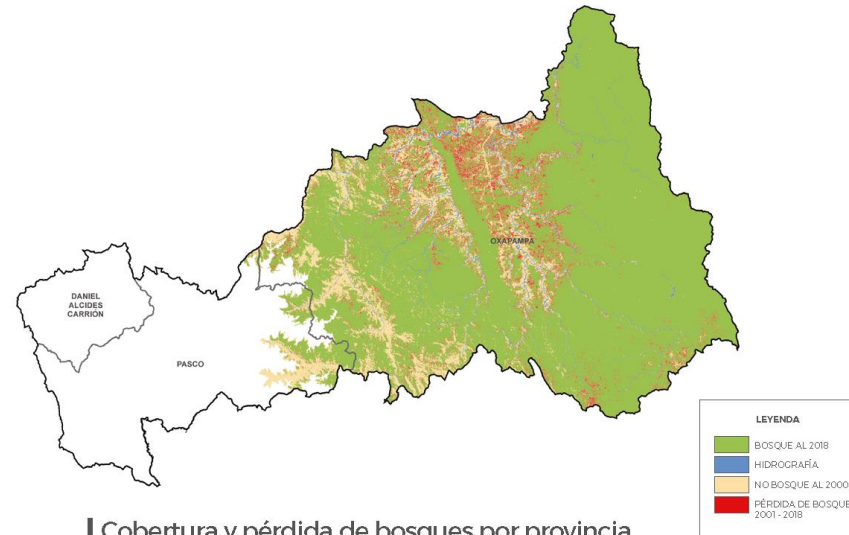 OXAPAMPA
DANIEL
ALCIDES
CARRIÓN
PASCO
LEYENDA
BOSQUE AL 2018
HIDROGRAFÍA
NO BOSQUE AL 2000
PÉRDIDA DE BOSQUE
2001 - 2018
Cobertura y pérdida de bosques por provincia